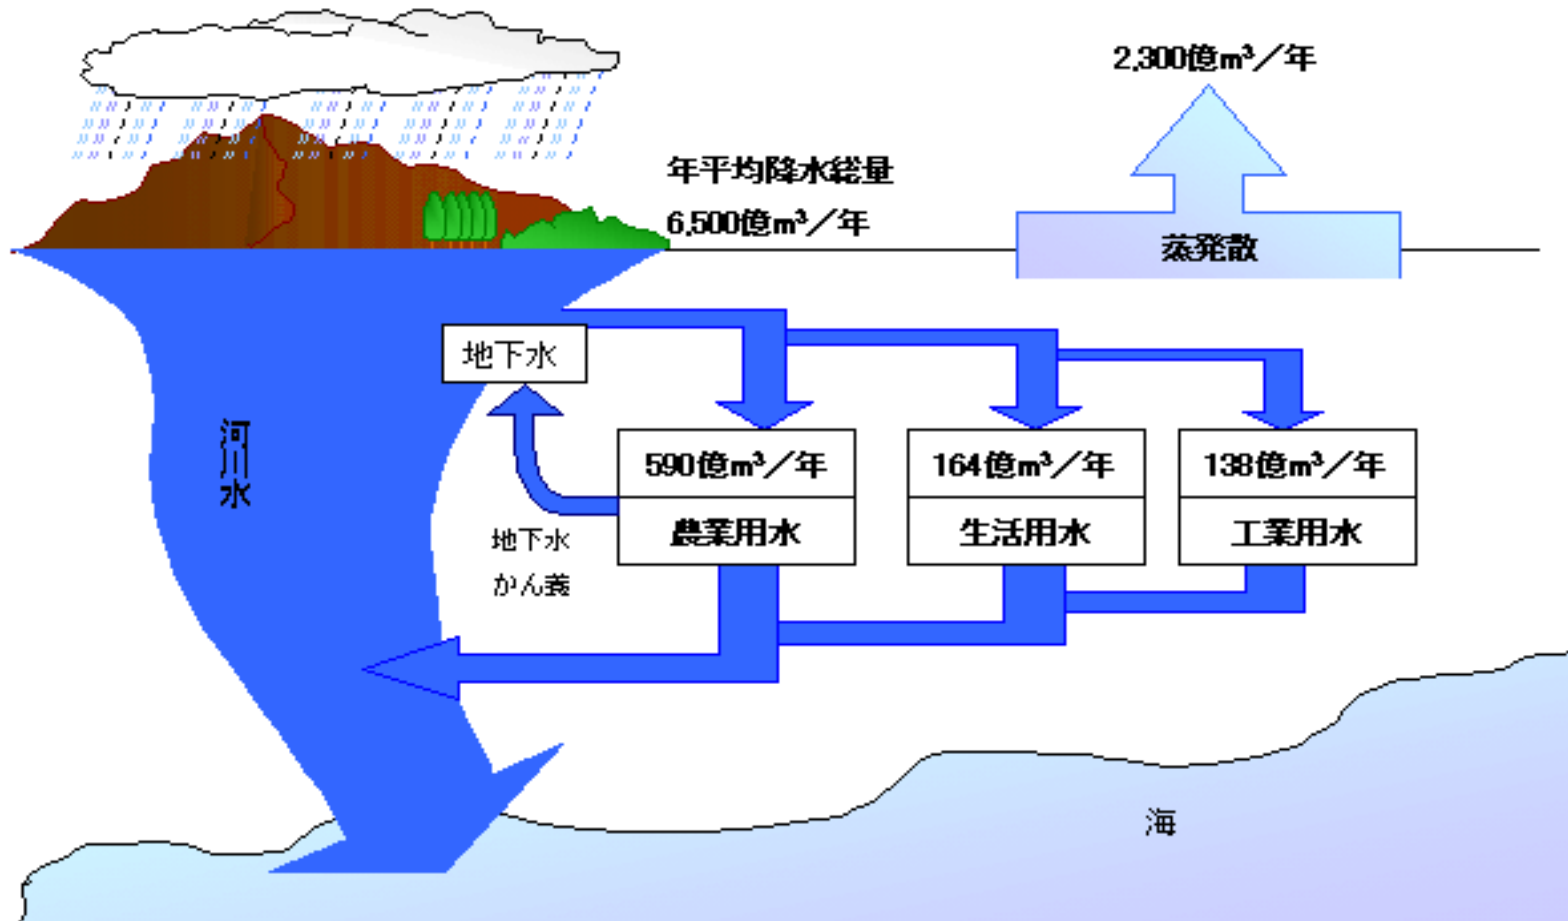 2,300億m³／年
年平均降水総量
6,500億m³／年
蒸発散
地下水
河川水
590億m³／年
164億m³／年
138億m³／年
農業用水
生活用水
工業用水
地下水
かん養
海